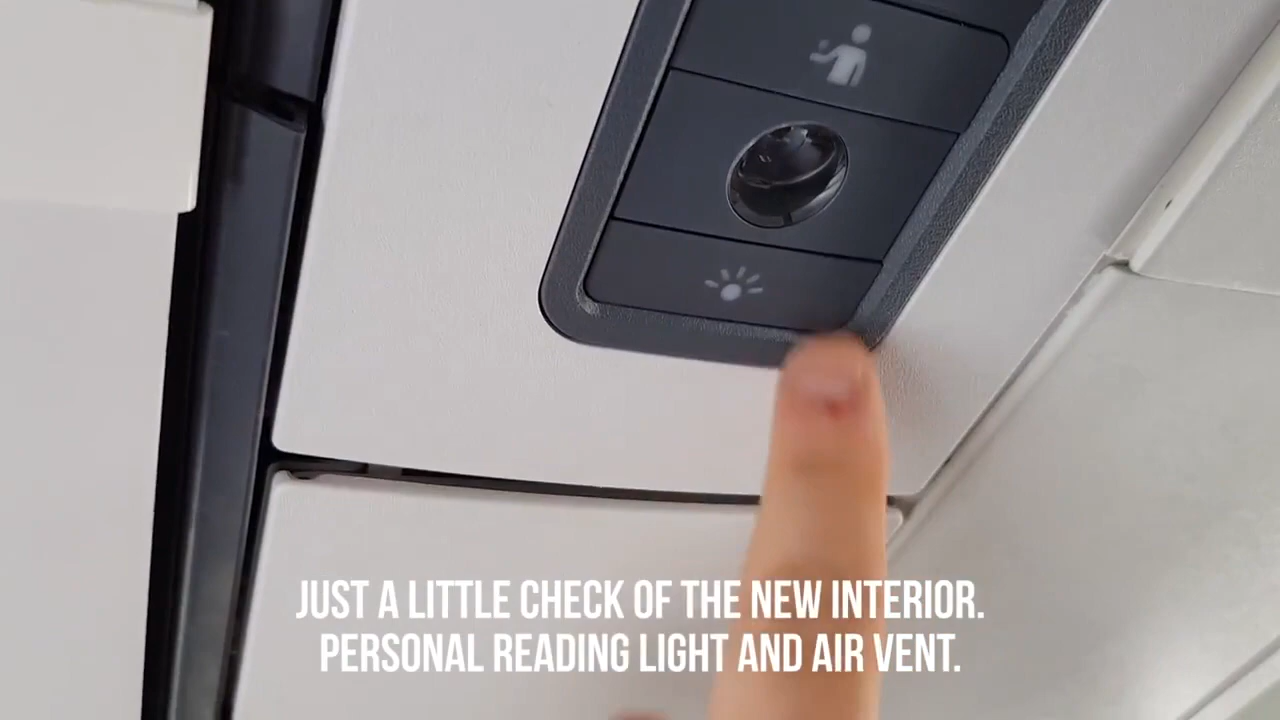 JUST A LITTLE CHECK OF THE NEW INTERIOR.
PERSONAL READING LIGHT AND AIR VENT.